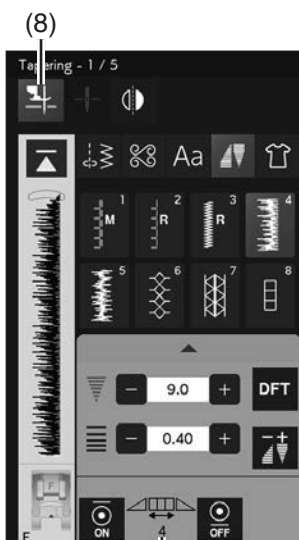 (8)
Tapering - 1 / 5
Aa
1 M
2 R
3 R
4
5
6
7
8
9.0
DFT
0.40
F
F
ON
4
OFF